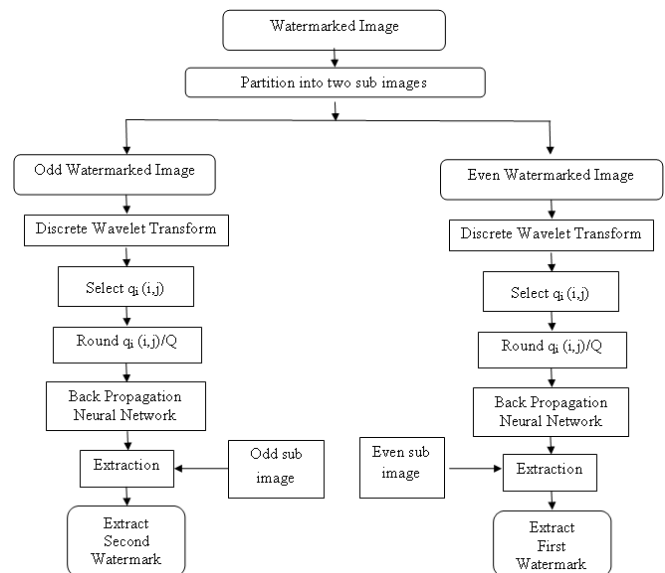 Watermarked Image
Partition into two sub images
Odd Watermarked Image
Discrete Wavelet Transform
Select qi (i,j)
Round qi (i,j)/Q
Back Propagation
Neural Network
Extraction
Odd sub
image
Extract
Second
Watermark
Even Watermarked Image
Discrete Wavelet Transform
Select qi (i,j)
Round qi (i,j)/Q
Back Propagation
Neural Network
Even sub
image
Extraction
Extract
First
Watermark